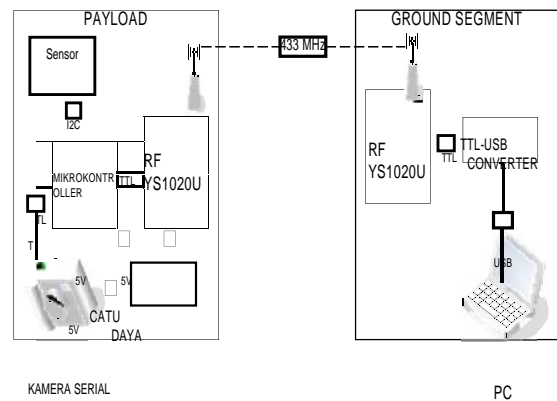 PAYLOAD
GROUND SEGMENT
Sensor
433 MHz
I2C
RF
YS1020U
MIKROKONTR
OLLER
TTL
TL
T
5V
5V
5V
CATU
DAYA
RF
YS1020U
TTL
TTL-USB
CONVERTER
USB
KAMERA SERIAL
PC